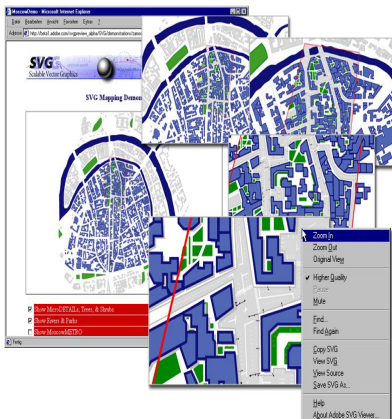 MoscowDemo - Microsoft Internet Explorer
Datei Bearbeiten Ansicht Favoriten Extras ?
Adresse http://beta1.adobe.com/svgpreview_alpha/SVG/demonstrations/
SVG
Scalable Vector Graphics
SVG Mapping Demon
Show MicroDETAILs, Trees, & Shrubs
Show Rivers & Parks
Show MoscowMETRO
Fertig
Zoom In
Zoom Out
Original View
Higher Quality
Pause
Mute
Find...
Find Again
Copy SVG
View SVG
View Source
Save SVG As...
Help
About Adobe SVG Viewer...